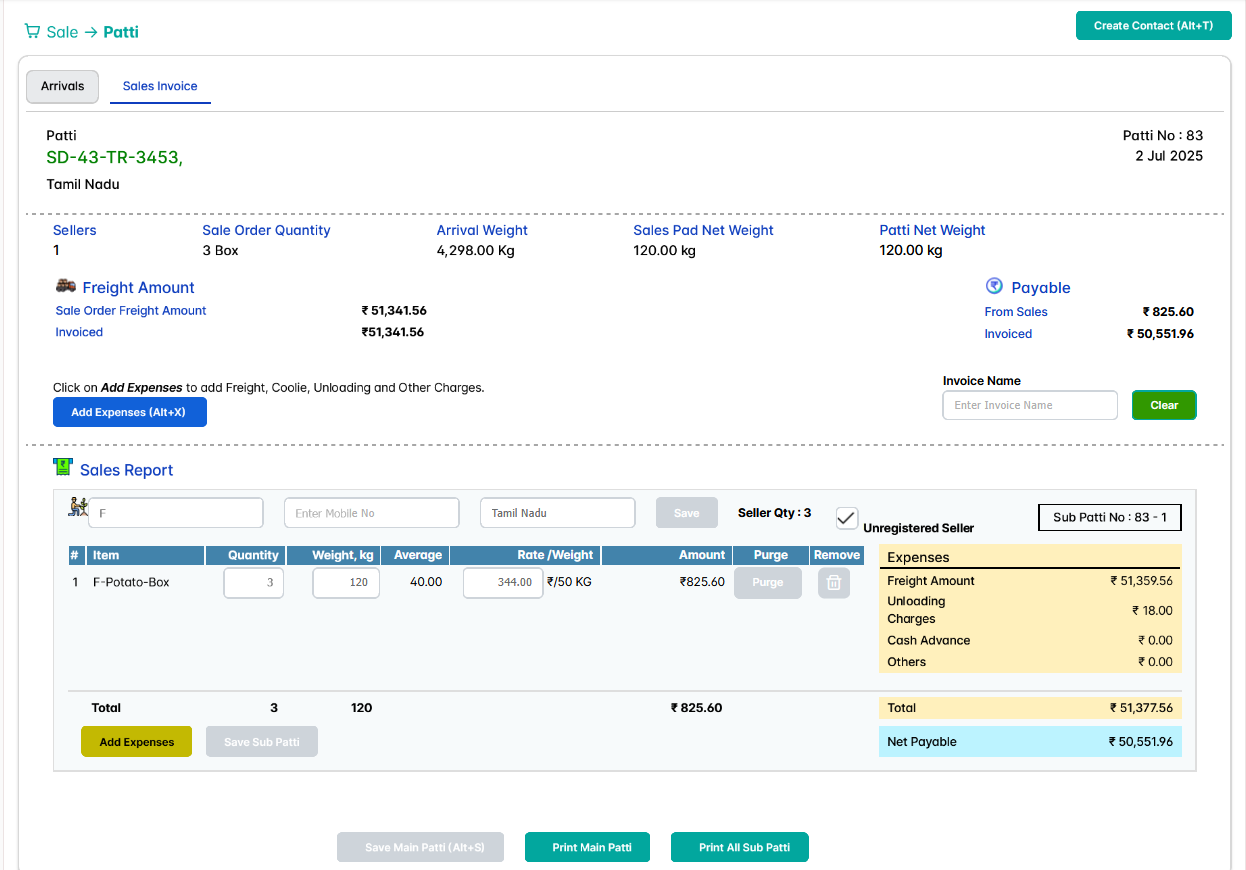 Sale → Patti
Create Contact (Alt+T)
Arrivals
Sales Invoice
Patti
Patti No : 83
SD-43-TR-3453,
2 Jul 2025
Tamil Nadu
Sellers Sale Order Quantity Arrival Weight Sales Pad Net Weight Patti Net Weight
1 3 Box 4,298.00 Kg 120.00 kg 120.00 kg
Freight Amount
Payable
Sale Order Freight Amount ₹ 51,341.56
From Sales ₹ 825.60
Invoiced ₹51,341.56
Invoiced ₹ 50,551.96
Click on Add Expenses to add Freight, Coolie, Unloading and Other Charges.
Invoice Name
Add Expenses (Alt+X)
Enter Invoice Name
Clear
Sales Report
F
Enter Mobile No
Tamil Nadu
Save
Seller Qty : 3
Unregistered Seller
Sub Patti No : 83 - 1
# Item Quantity Weight, kg Average Rate /Weight Amount Purge Remove
1 F-Potato-Box 3 120 40.00 344.00 ₹/50 KG ₹825.60 Purge
Expenses
Freight Amount ₹ 51,359.56
Unloading
Charges ₹ 18.00
Cash Advance ₹ 0.00
Others ₹ 0.00
Total 3 120 ₹ 825.60
Total ₹ 51,377.56
Add Expenses
Save Sub Patti
Net Payable ₹ 50,551.96
Save Main Patti (Alt+S)
Print Main Patti
Print All Sub Patti